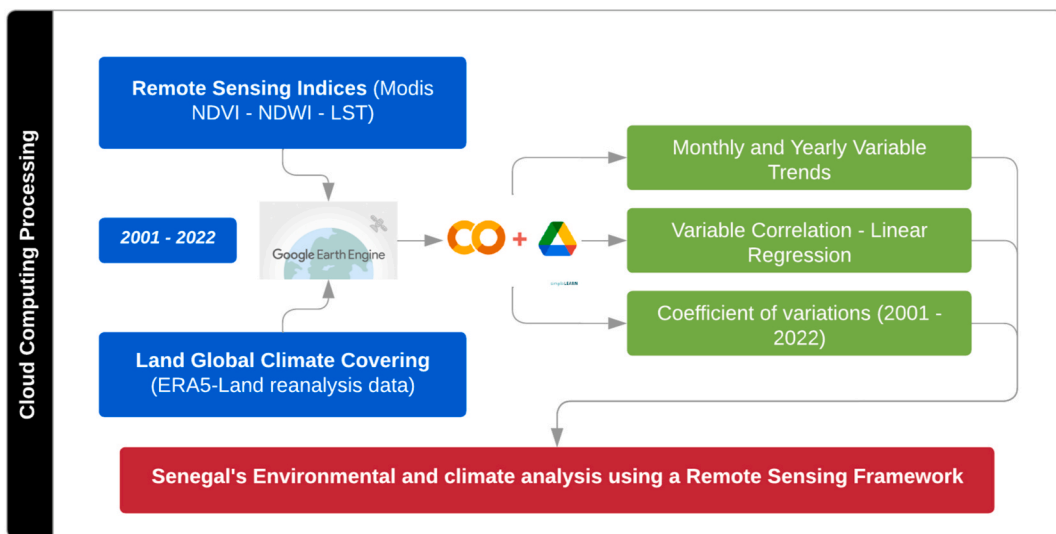 Cloud Computing Processing
Remote Sensing Indices (Modis
NDVI - NDWI - LST)
2001 - 2022
Google Earth Engine
Land Global Climate Covering
(ERA5-Land reanalysis data)
+
Monthly and Yearly Variable
Trends
Variable Correlation - Linear
Regression
Coefficient of variations (2001 -
2022)
Senegal's Environmental and climate analysis using a Remote Sensing Framework